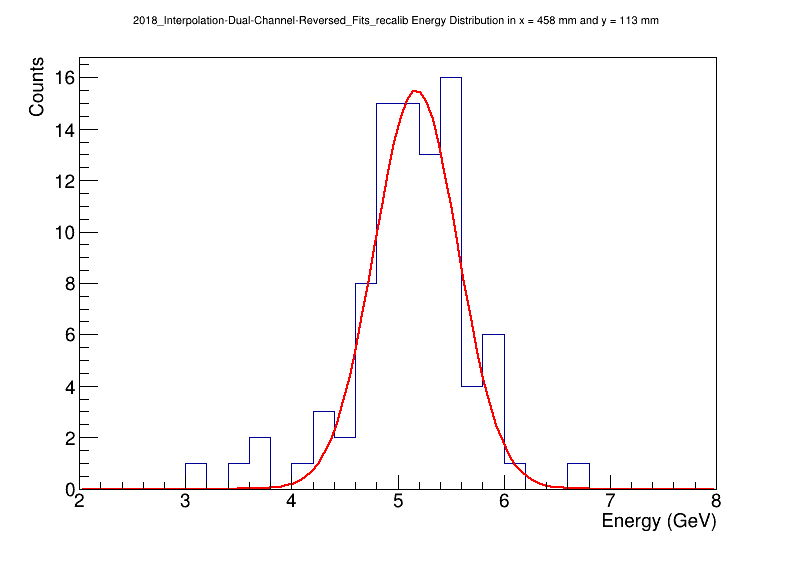 2018_Interpolation-Dual-Channel-Reversed_Fits_recalib Energy Distribution in x = 458 mm and y = 113 mm
Counts
16
14
12
10
8
6
4
2
0
2 3 4 5 6 7 8
Energy (GeV)